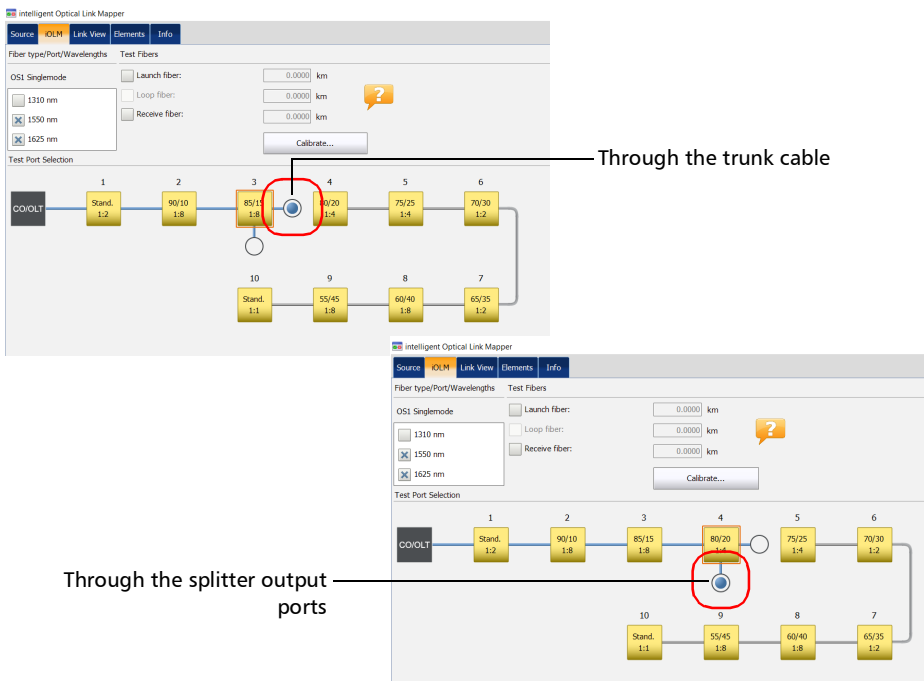 intelligent Optical Link Mapper
Source iOLM Link View Elements Info
Fiber type/Port/Wavelengths Test Fibers
OS1 Singlemode Launch fiber: 0.0000 km
1310 nm Loop fiber: 0.0000 km ?
1550 nm Receive fiber: 0.0000 km
1625 nm Calibrate...
Test Port Selection
Through the trunk cable
1 2 3 4 5 6
CO/OLT Stand. 90/10 85/15 80/20 75/25 70/30
1:2 1:8 1:8 1:4 1:4 1:2
10 9 8 7
Stand. 55/45 60/40 65/35
1:1 1:8 1:8 1:2
intelligent Optical Link Mapper
Source iOLM Link View Elements Info
Fiber type/Port/Wavelengths Test Fibers
OS1 Singlemode Launch fiber: 0.0000 km
1310 nm Loop fiber: 0.0000 km ?
1550 nm Receive fiber: 0.0000 km
1625 nm Calibrate...
Test Port Selection
1 2 3 4 5 6
CO/OLT Stand. 90/10 85/15 80/20 75/25 70/30
1:2 1:8 1:8 1:4 1:4 1:2
Through the splitter output
ports
10 9 8 7
Stand. 55/45 60/40 65/35
1:1 1:8 1:8 1:2